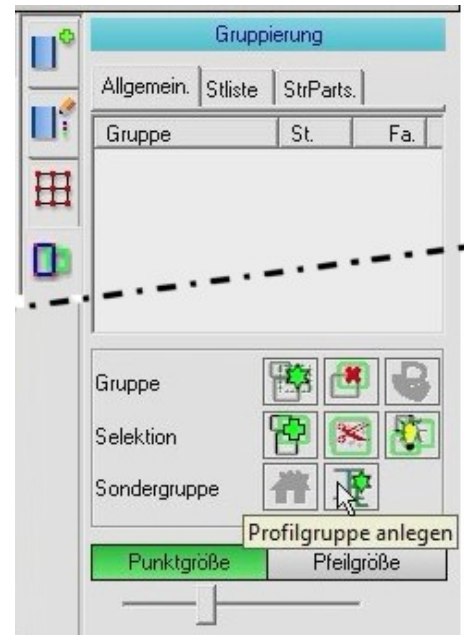 Gruppierung
Allgemein. Stliste StrParts.
Gruppe St. Fa.
Gruppe
Selektion
Sondergruppe
Profilgruppe anlegen
Punktgröße Pfeilgröße